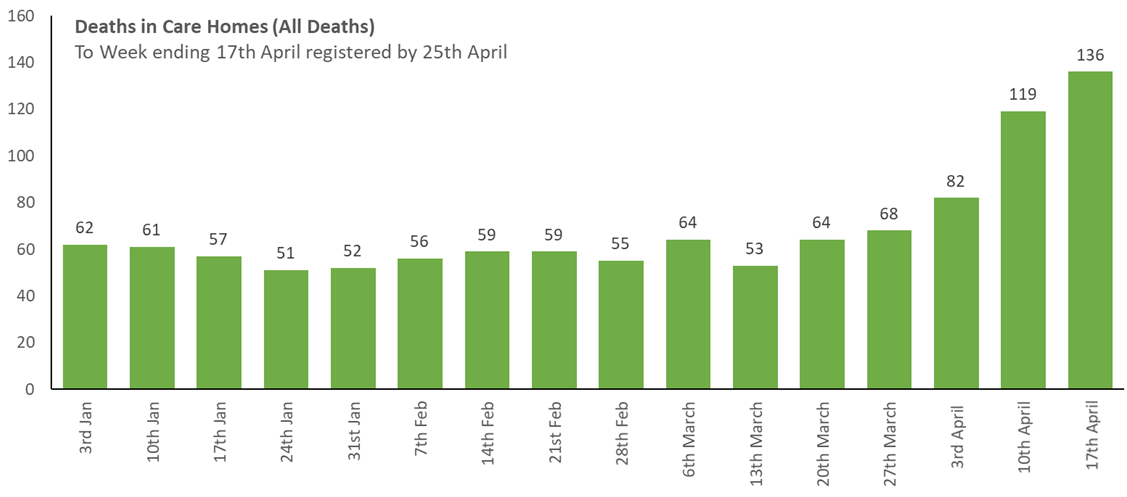 Deaths in Care Homes (All Deaths)
To Week ending 17th April registered by 25th April
160
140
120
100
80
60
40
20
0
62
61
57
51
52
56
59
59
55
64
53
64
68
82
119
136
3rd Jan
10th Jan
17th Jan
24th Jan
31st Jan
7th Feb
14th Feb
21st Feb
28th Feb
6th March
13th March
20th March
27th March
3rd April
10th April
17th April